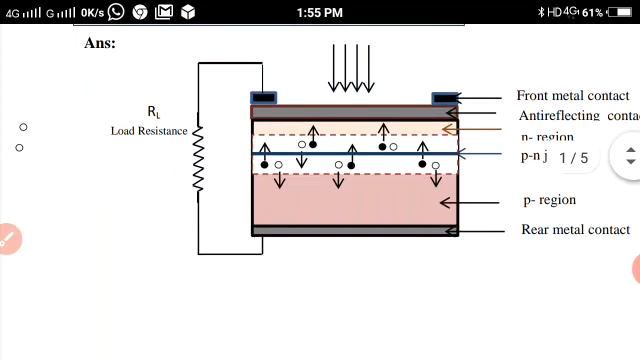 4G G 0K/s 1:55 PM HD 4G 61%
Ans:
Front metal contact
R_L
Antireflecting
Load Resistance
n- region
p-n j 1 / 5
p- region
Rear metal contact